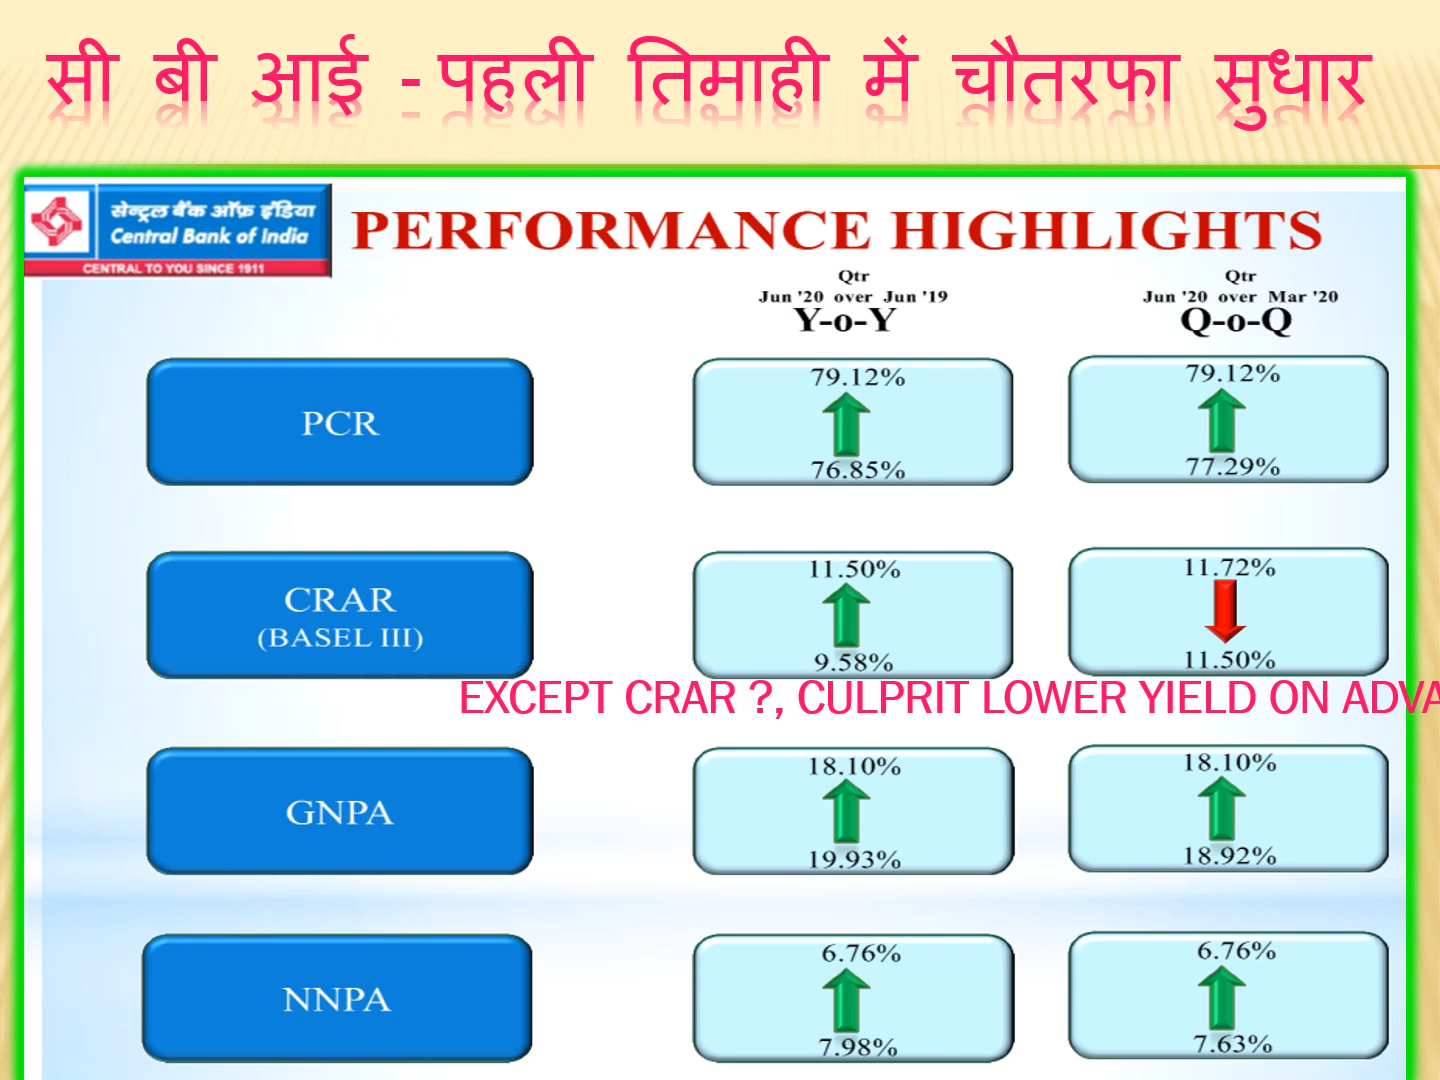 सी बी आई - पहली तिमाही में चौतरफा सुधार
सेन्ट्रल बैंक ऑफ़ इंडिया
Central Bank of India
CENTRAL TO YOU SINCE 1911
PERFORMANCE HIGHLIGHTS
Qtr
Jun '20 over Jun '19
Y-o-Y
Qtr
Jun '20 over Mar '20
Q-o-Q
PCR
79.12%
76.85%
79.12%
77.29%
CRAR
(BASEL III)
11.50%
9.58%
11.72%
11.50%
EXCEPT CRAR ?, CULPRIT LOWER YIELD ON
GNPA
18.10%
19.93%
18.10%
18.92%
NNPA
6.76%
7.98%
6.76%
7.63%